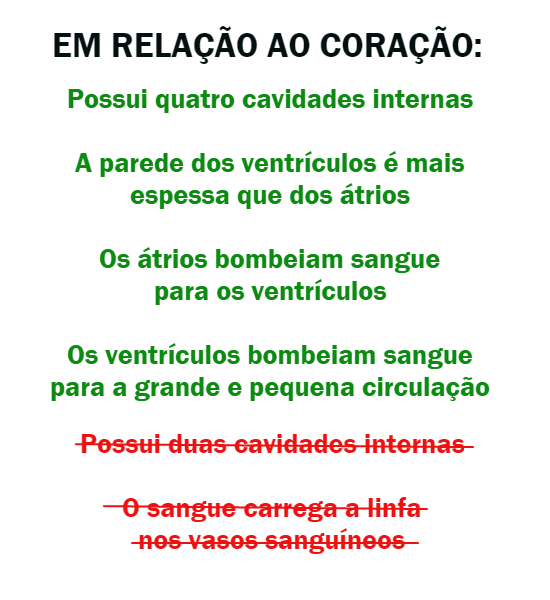 EM RELAÇÃO AO CORAÇÃO:
Possui quatro cavidades internas
A parede dos ventrículos é mais
espessa que dos átrios
Os átrios bombeiam sangue
para os ventrículos
Os ventrículos bombeiam sangue
para a grande e pequena circulação
Possui duas cavidades internas
O sangue carrega a linfa
nos vasos sanguíneos